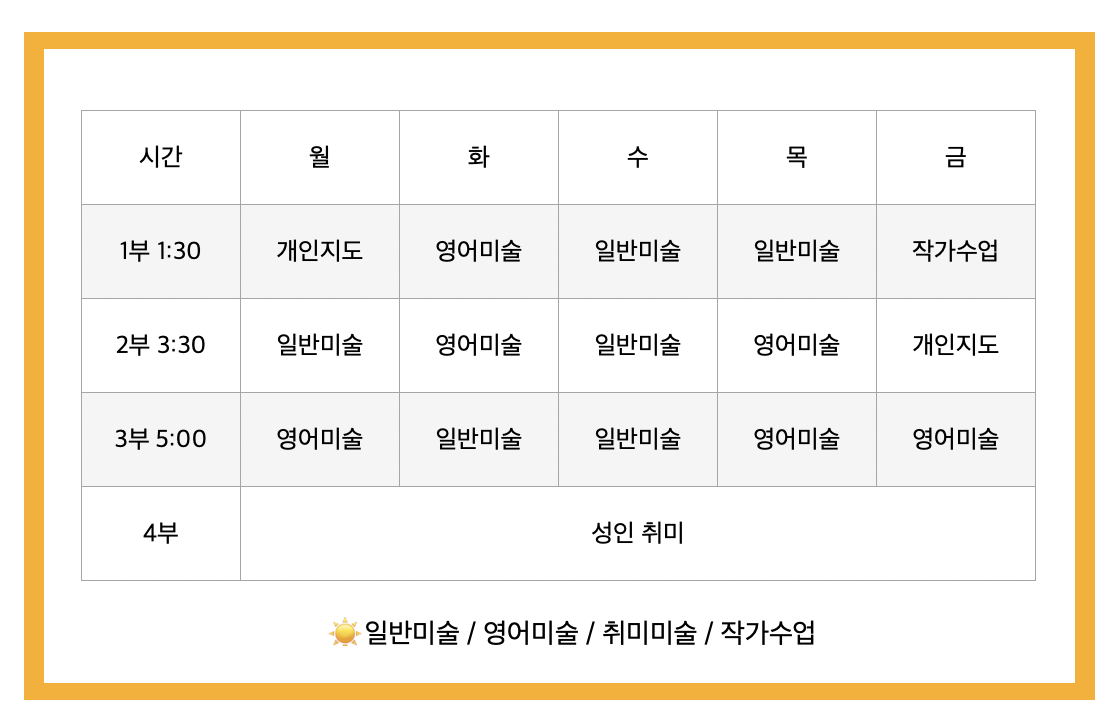 시간 월 화 수 목 금
1부 1:30 개인지도 영어미술 일반미술 일반미술 작가수업
2부 3:30 일반미술 영어미술 일반미술 영어미술 개인지도
3부 5:00 영어미술 일반미술 일반미술 영어미술 영어미술
4부 성인 취미
☀️일반미술 / 영어미술 / 취미미술 / 작가수업